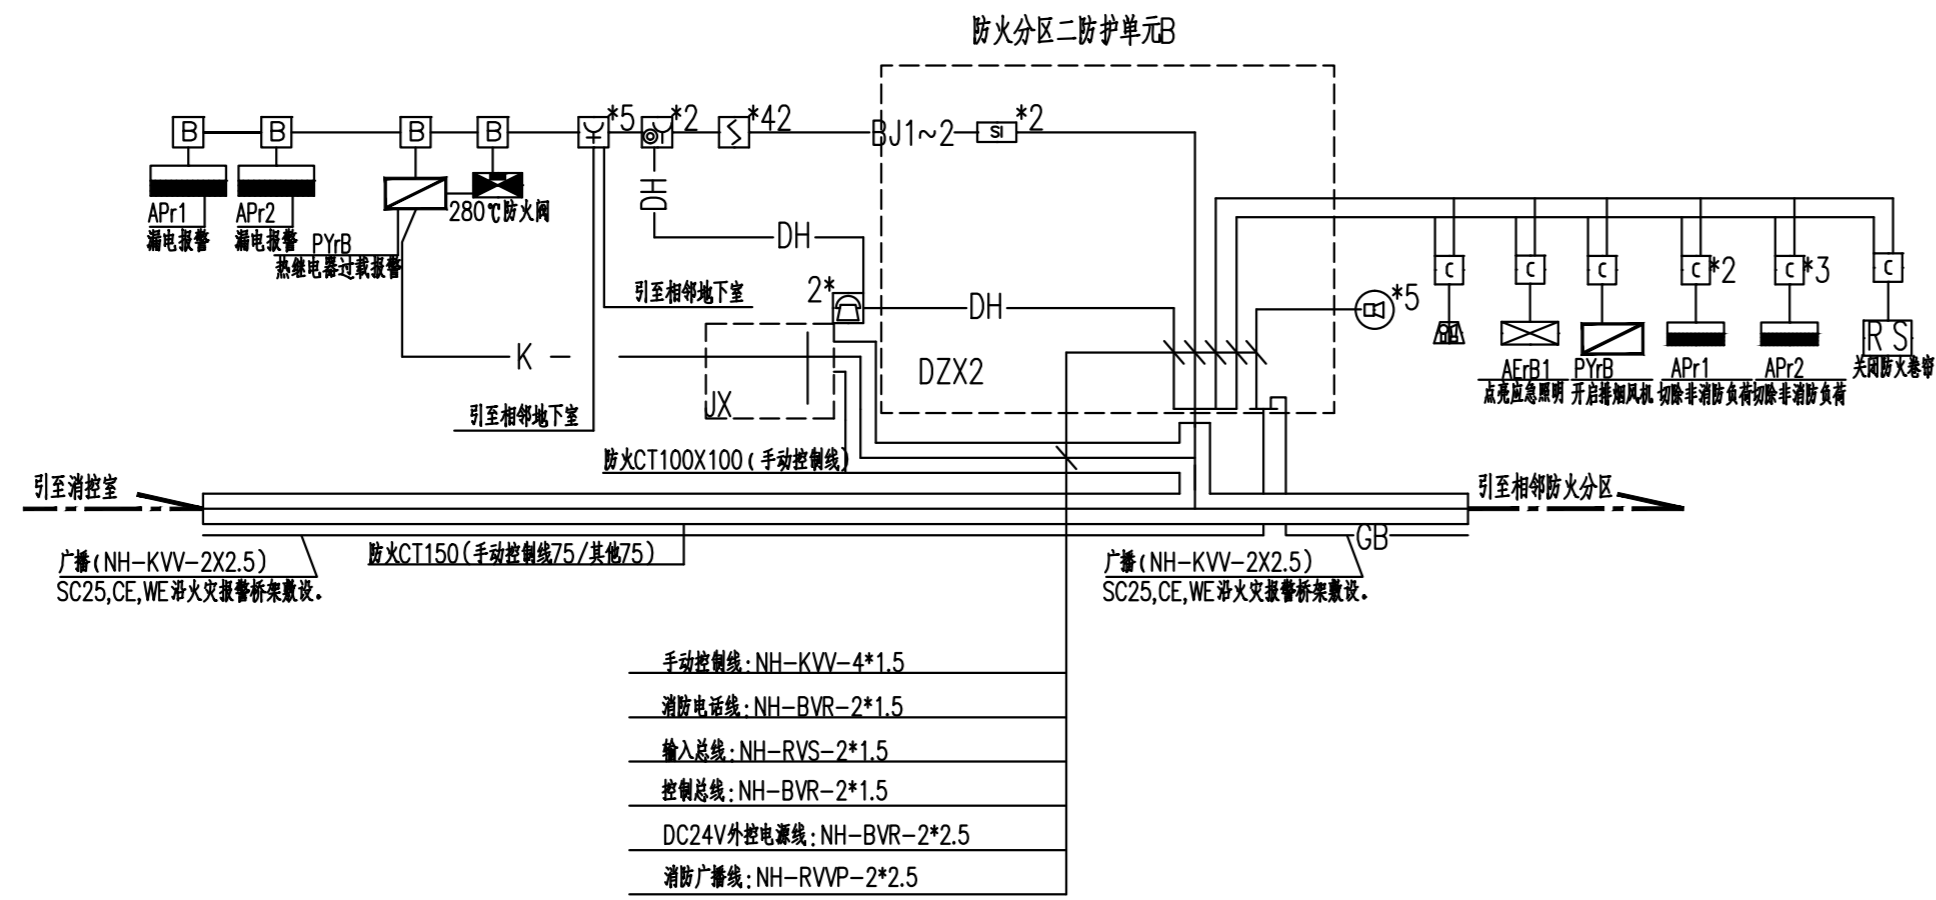 防火分区二防护单元B
B
B
B
B
*5
*2
*42
BJ1~2
SI
*2
APr1
漏电报警
APr2
漏电报警
PYrB
热继电器过载报警
280℃防火阀
DH
DH
引至相邻地下室
2*
DH
*5
K
JX
DZX2
引至相邻地下室
C
C
C
C
*2
C
*3
C
R S
AErB1
点亮应急照明
PYrB
开启排烟风机
APr1
切除非消防负荷
APr2
切除非消防负荷
关闭防火卷帘
防火CT100X100(手动控制线)
引至消控室
引至相邻防火分区
广播(NH-KVV-2X2.5)
SC25,CE,WE沿火灾报警桥架敷设.
防火CT150(手动控制线75/其他75)
GB
广播(NH-KVV-2X2.5)
SC25,CE,WE沿火灾报警桥架敷设.
手动控制线:NH-KVV-4*1.5
消防电话线:NH-BVR-2*1.5
输入总线:NH-RVS-2*1.5
控制总线:NH-BVR-2*1.5
DC24V外控电源线:NH-BVR-2*2.5
消防广播线:NH-RVVP-2*2.5